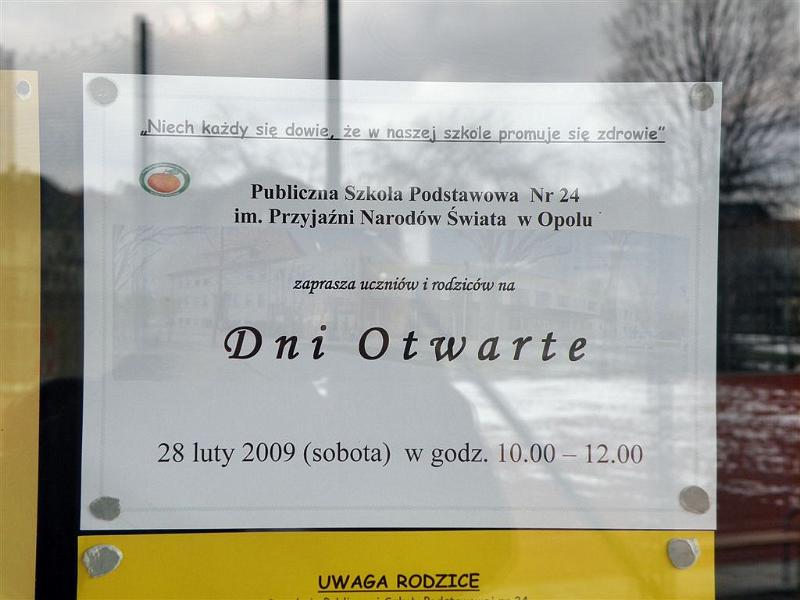 „Niech każdy się dowie, że w naszej szkole promuje się zdrowie”
Publiczna Szkoła Podstawowa Nr 24
im. Przyjaźni Narodów Świata w Opolu
zaprasza uczniów i rodziców na
Dni Otwarte
28 luty 2009 (sobota) w godz. 10.00 – 12.00
UWAGA RODZICE